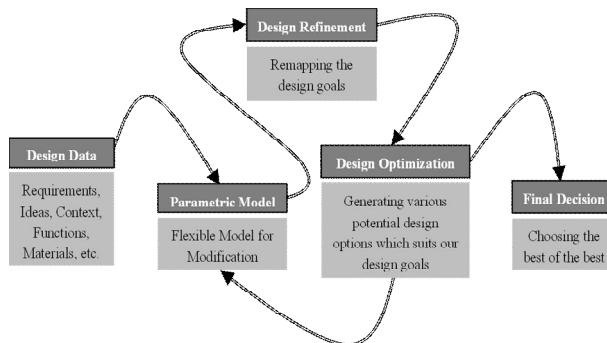 Design Refinement
Remapping the
design goals
Design Data
Requirements,
Ideas, Context,
Functions,
Materials, etc.
Parametric Model
Flexible Model for
Modification
Design Optimization
Generating various
potential design
options which suits our
design goals
Final Decision
Choosing the
best of the best